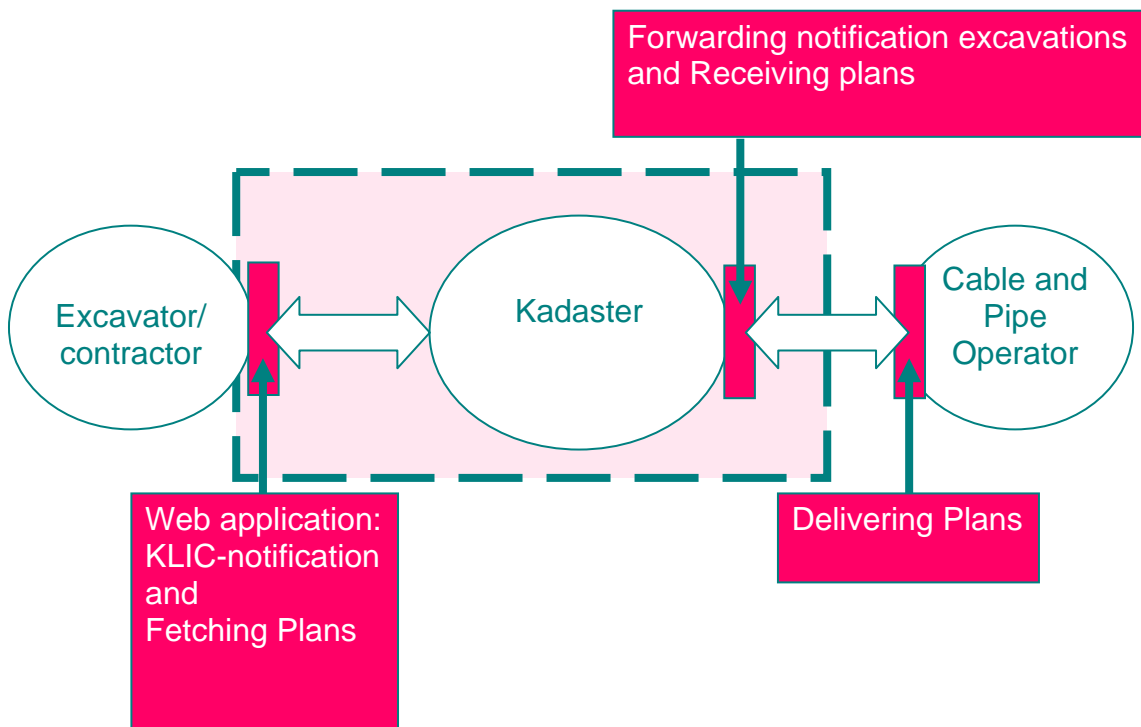 Forwarding notification excavations
and Receiving plans
Excavator/
contractor
Kadaster
Cable and
Pipe
Operator
Web application:
KLIC-notification
and
Fetching Plans
Delivering Plans